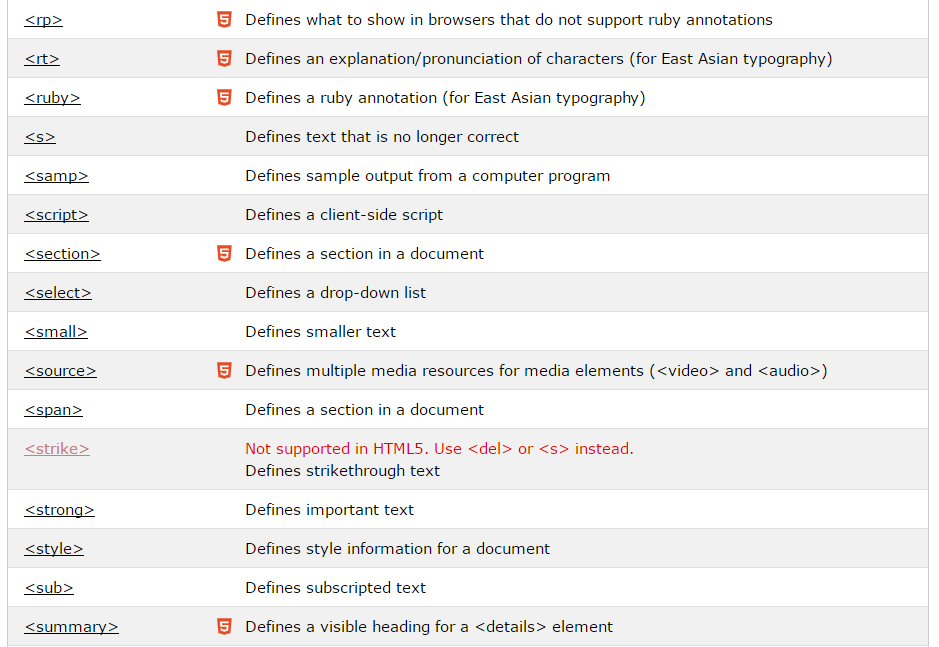 <rp> 5 Defines what to show in browsers that do not support ruby annotations
<rt> 5 Defines an explanation/pronunciation of characters (for East Asian typography)
<ruby> 5 Defines a ruby annotation (for East Asian typography)
<s> Defines text that is no longer correct
<samp> Defines sample output from a computer program
<script> Defines a client-side script
<section> 5 Defines a section in a document
<select> Defines a drop-down list
<small> Defines smaller text
<source> 5 Defines multiple media resources for media elements (<video> and <audio>)
<span> Defines a section in a document
<strike> Not supported in HTML5. Use <del> or <s> instead.
Defines strikethrough text
<strong> Defines important text
<style> Defines style information for a document
<sub> Defines subscripted text
<summary> 5 Defines a visible heading for a <details> element